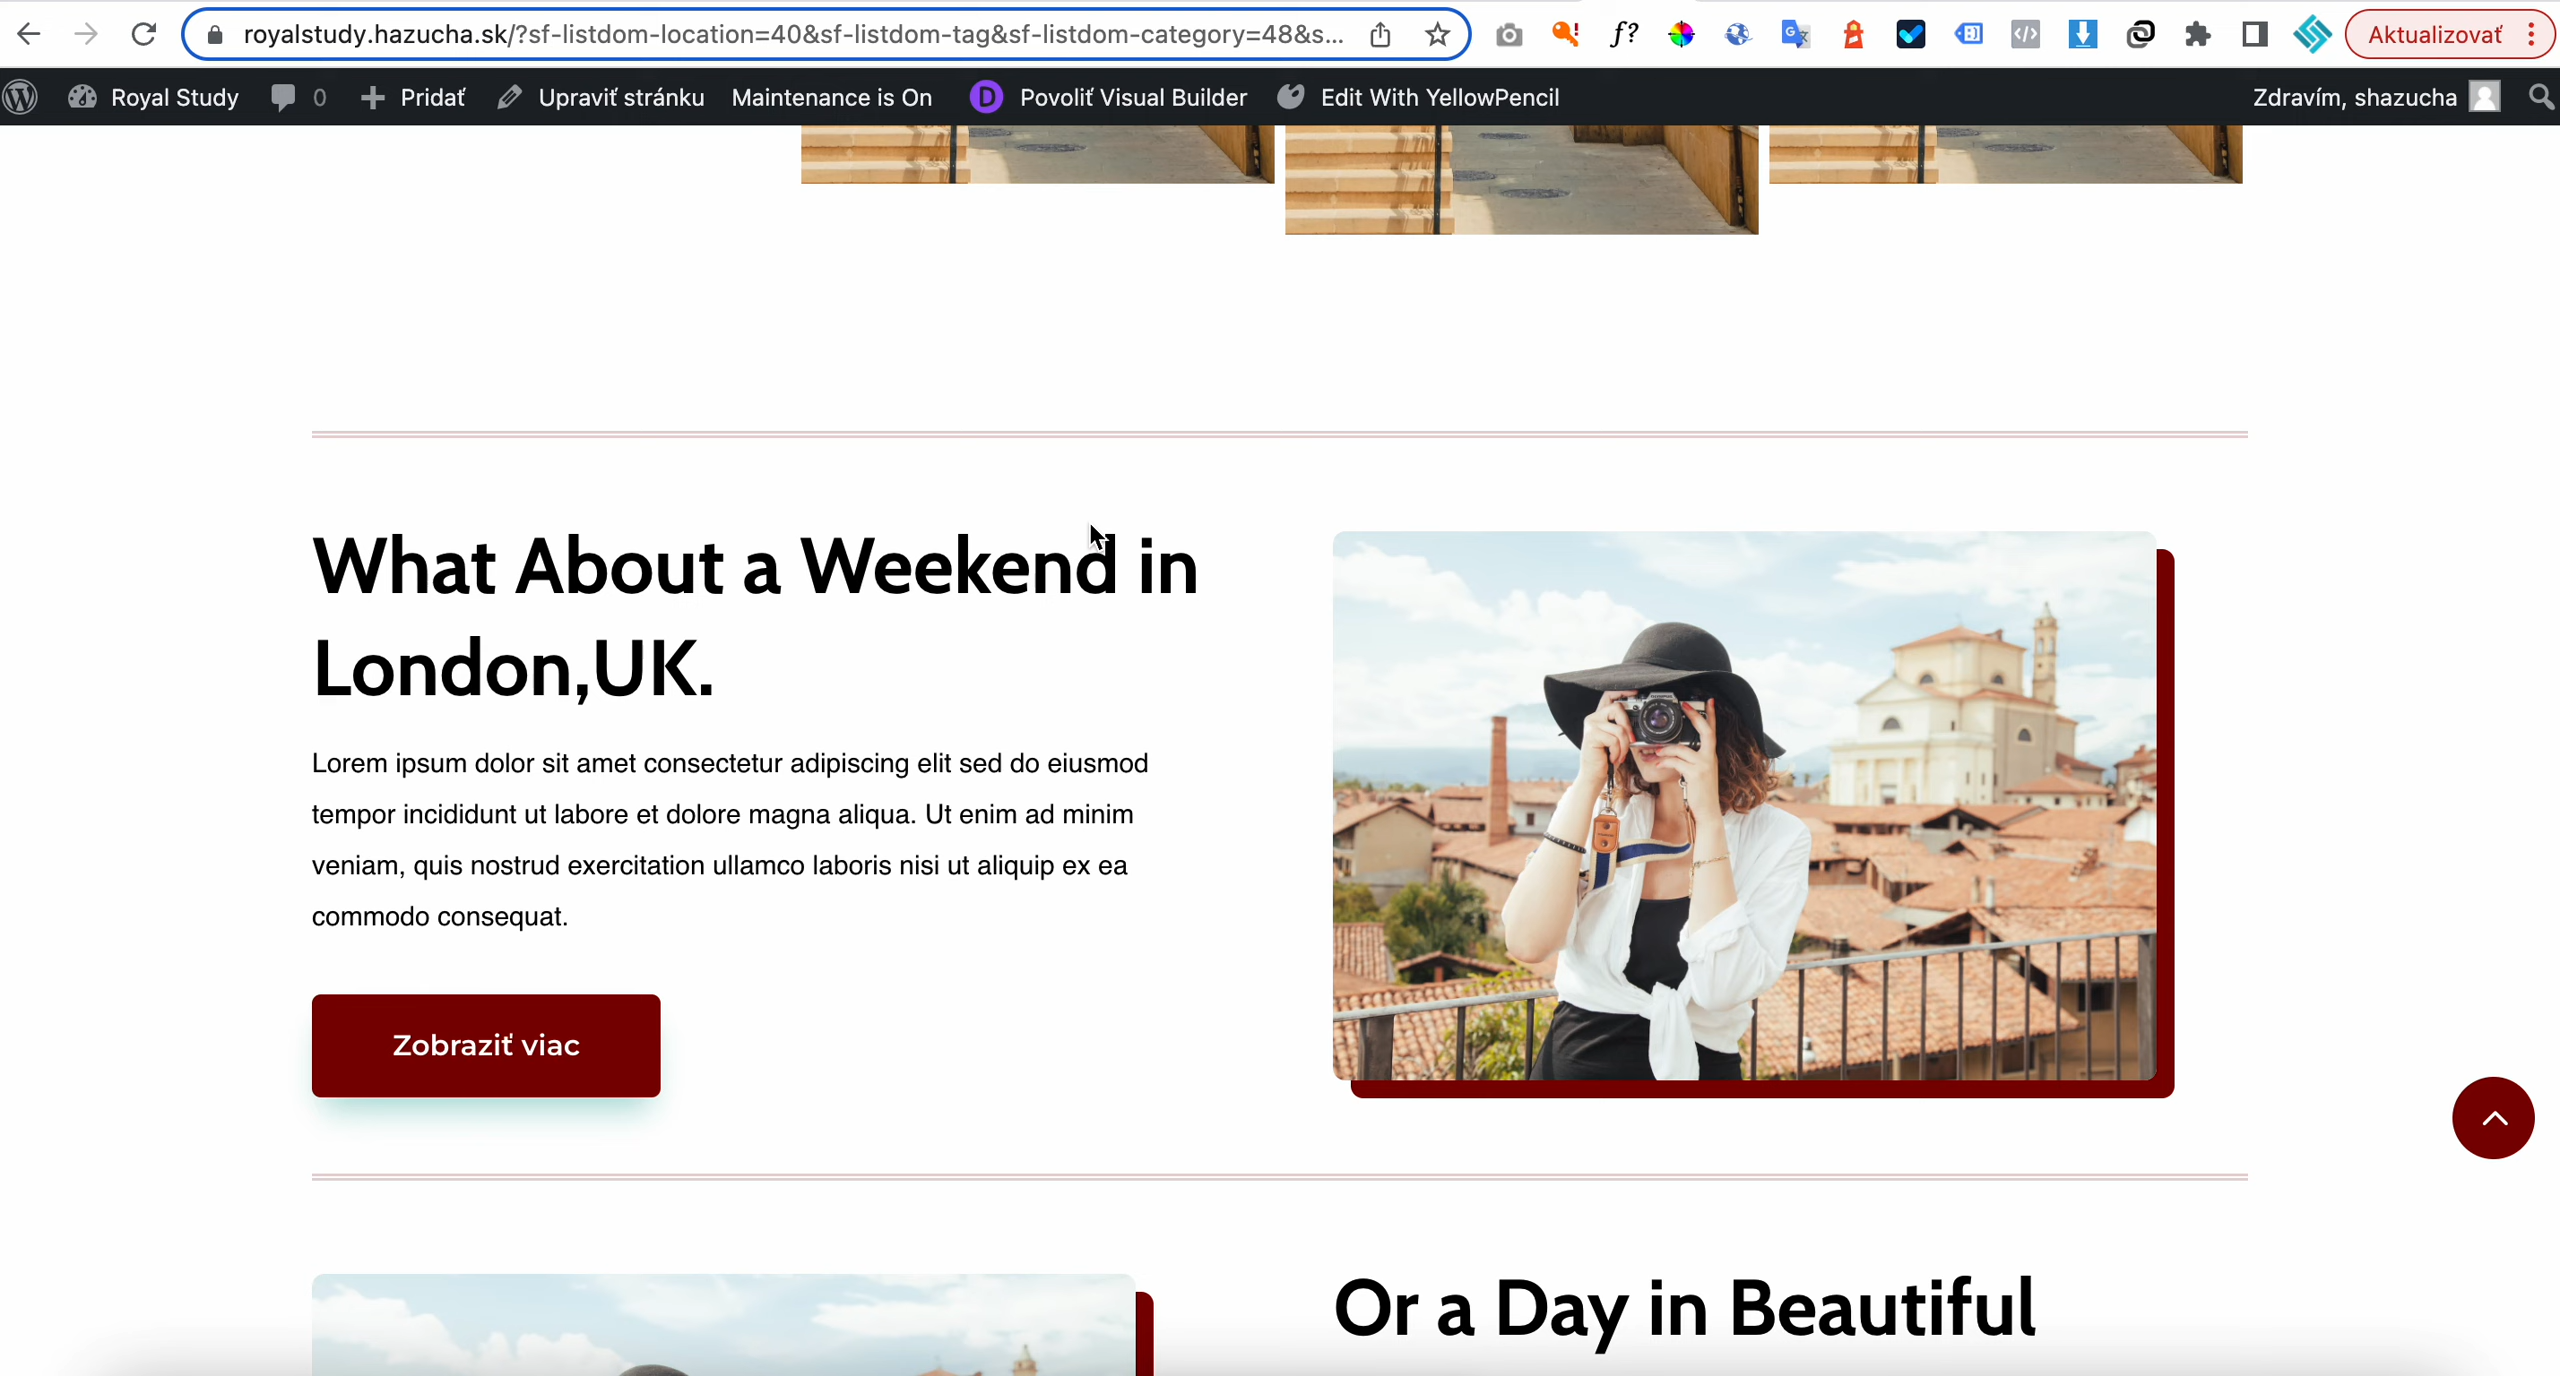 royalstudy.hazucha.sk/?sf-listdom-location=40&sf-listdom-tag&sf-listdom-category=48&s...
f?
Aktualizovať
Royal Study
0
Pridať
Upraviť stránku
Maintenance is On
D
Povoliť Visual Builder
Edit With YellowPencil
Zdravím, shazucha
What About a Weekend in
London,UK.
Lorem ipsum dolor sit amet consectetur adipiscing elit sed do eiusmod
tempor incididunt ut labore et dolore magna aliqua. Ut enim ad minim
veniam, quis nostrud exercitation ullamco laboris nisi ut aliquip ex ea
commodo consequat.
Zobraziť viac
Or a Day in Beautiful